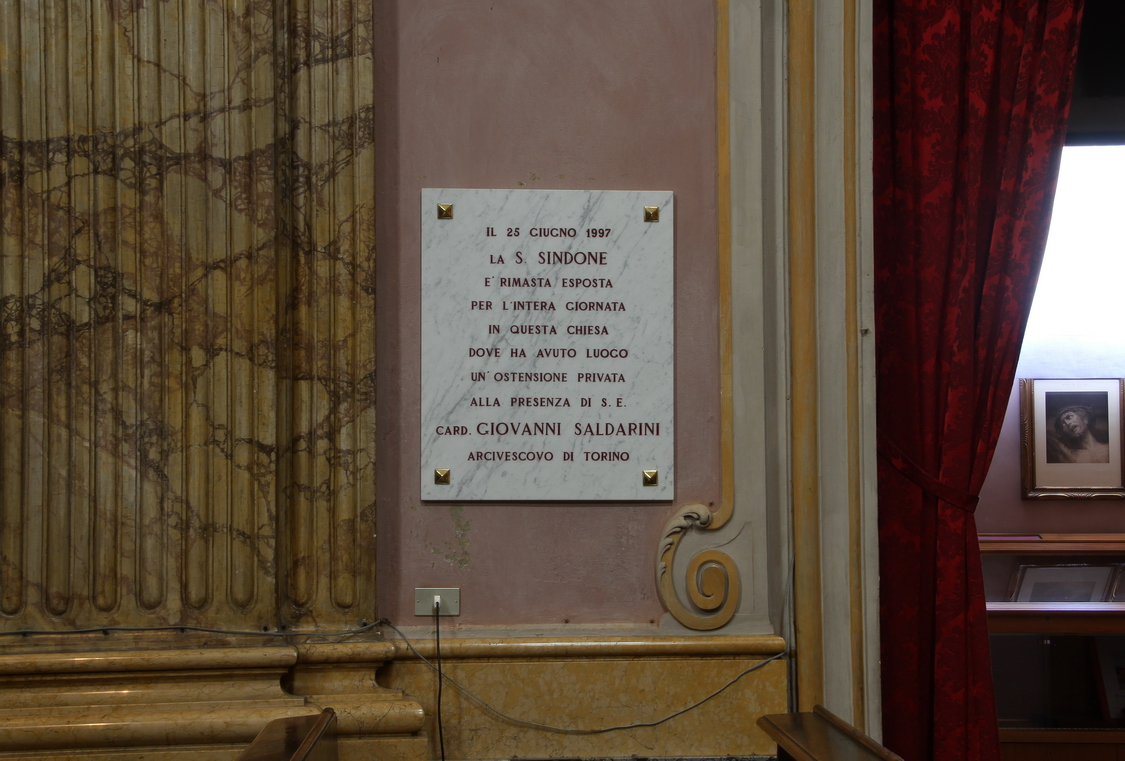 IL 25 GIUGNO 1997
LA S. SINDONE
E' RIMASTA ESPOSTA
PER L'INTERA GIORNATA
IN QUESTA CHIESA
DOVE HA AVUTO LUOGO
UN' OSTENSIONE PRIVATA
ALLA PRESENZA DI S. E.
CARD. GIOVANNI SALDARINI
ARCIVESCOVO DI TORINO